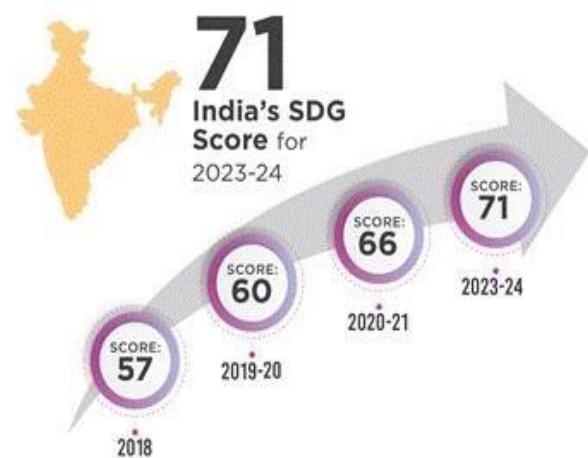 71
India's SDG
Score for
2023-24
SCORE:
57
2018
SCORE:
60
2019-20
SCORE:
66
2020-21
SCORE:
71
2023-24